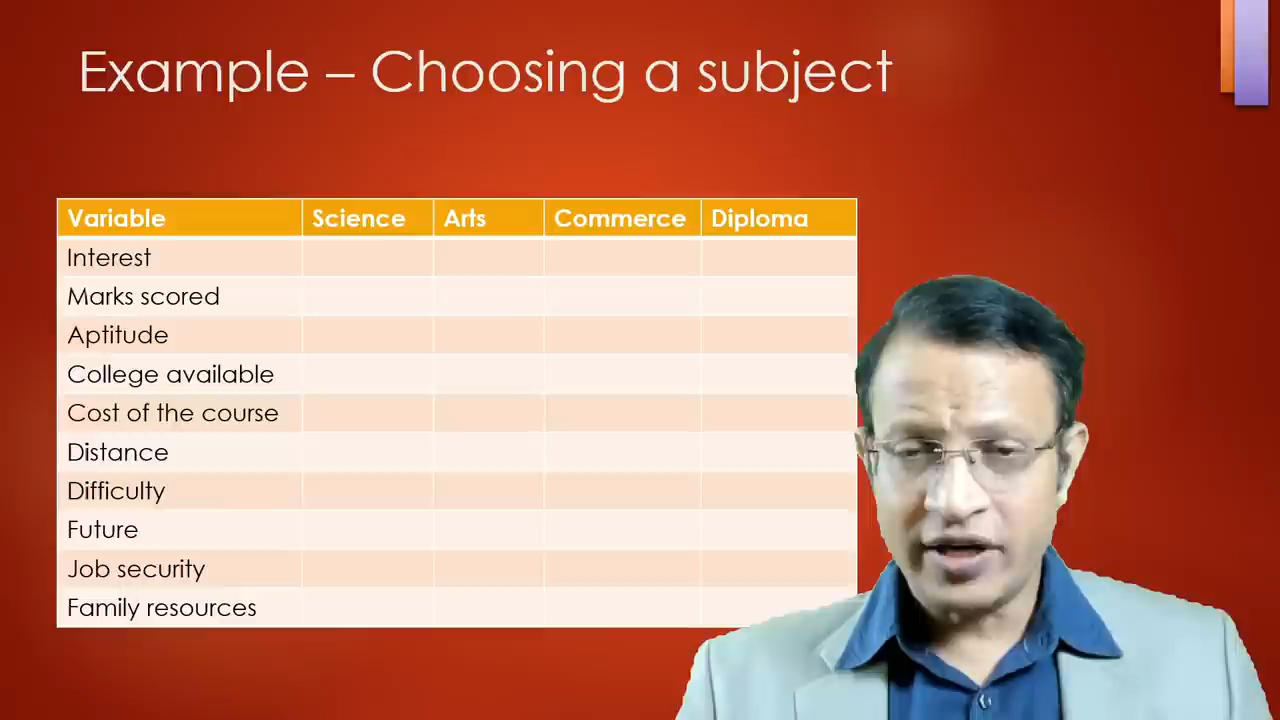 Example – Choosing a subject
Variable Science Arts Commerce Diploma
Interest
Marks scored
Aptitude
College available
Cost of the course
Distance
Difficulty
Future
Job security
Family resources